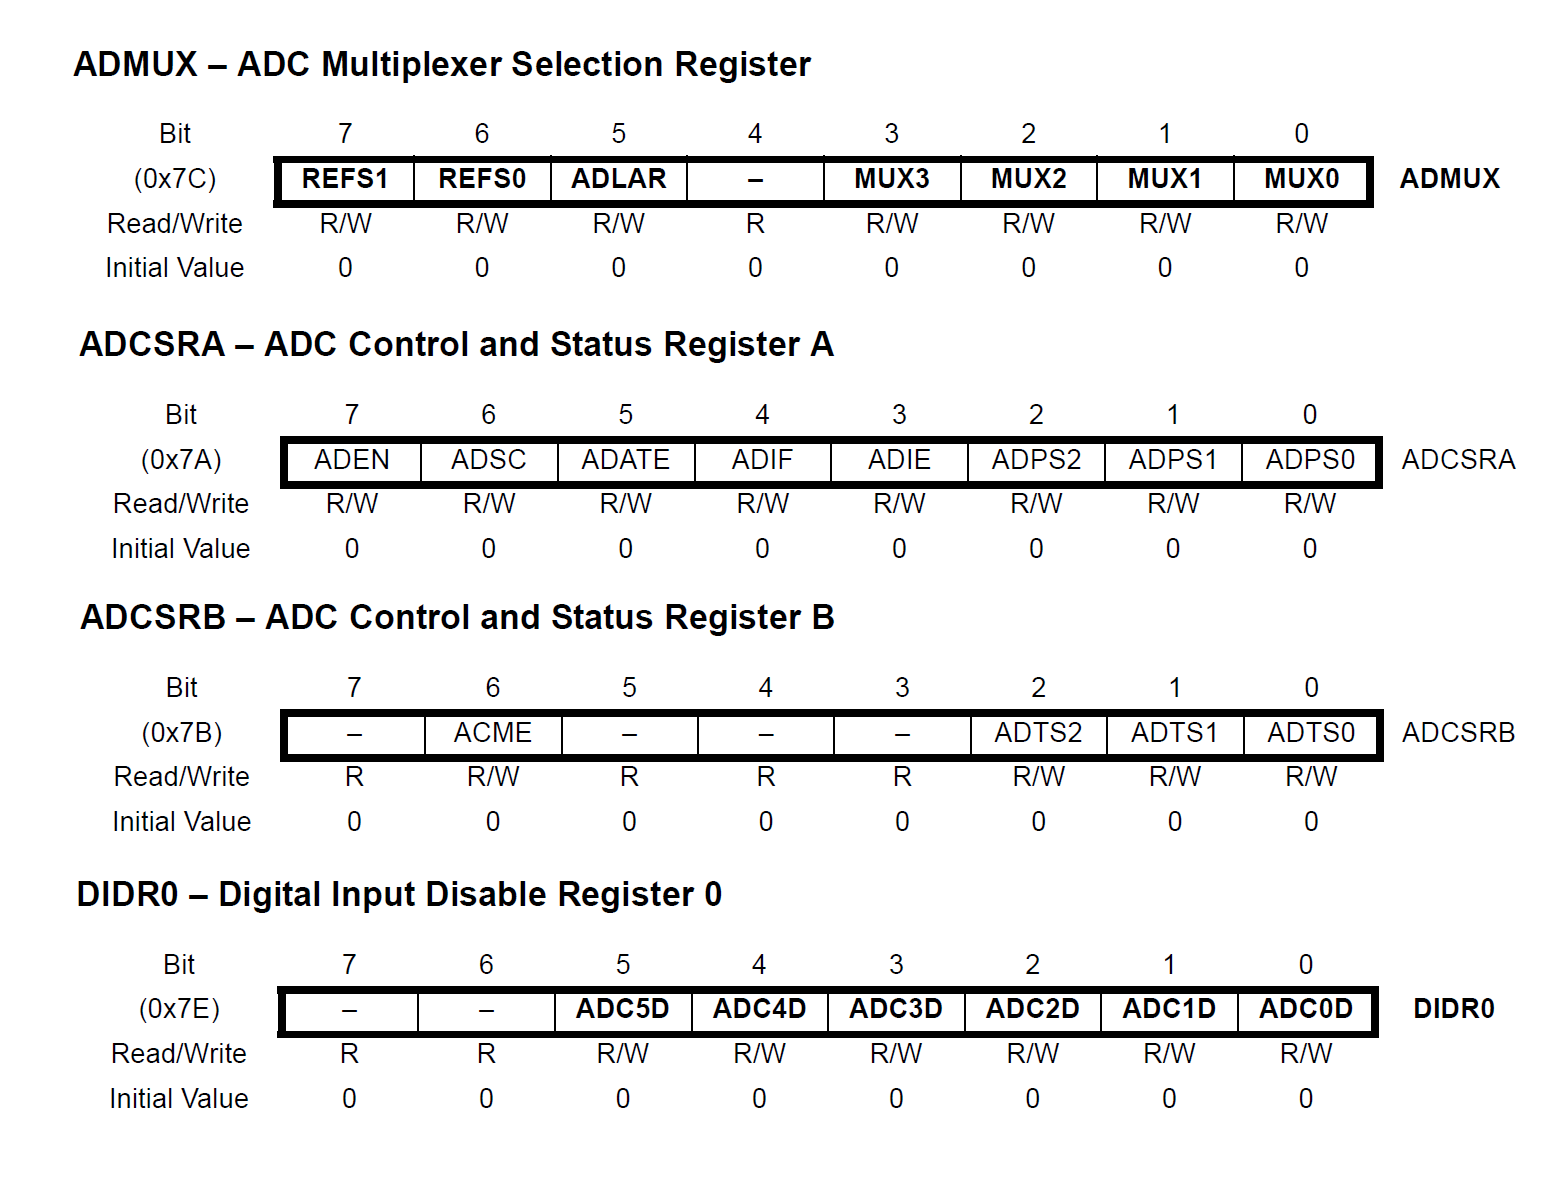 ADMUX – ADC Multiplexer Selection Register
Bit 7 6 5 4 3 2 1 0
(0x7C) REFS1 REFS0 ADLAR – MUX3 MUX2 MUX1 MUX0 ADMUX
Read/Write R/W R/W R/W R R/W R/W R/W R/W
Initial Value 0 0 0 0 0 0 0 0
ADCSRA – ADC Control and Status Register A
Bit 7 6 5 4 3 2 1 0
(0x7A) ADEN ADSC ADATE ADIF ADIE ADPS2 ADPS1 ADPS0 ADCSRA
Read/Write R/W R/W R/W R/W R/W R/W R/W R/W
Initial Value 0 0 0 0 0 0 0 0
ADCSRB – ADC Control and Status Register B
Bit 7 6 5 4 3 2 1 0
(0x7B) – ACME – – – ADTS2 ADTS1 ADTS0 ADCSRB
Read/Write R R/W R R R R/W R/W R/W
Initial Value 0 0 0 0 0 0 0 0
DIDR0 – Digital Input Disable Register 0
Bit 7 6 5 4 3 2 1 0
(0x7E) – – ADC5D ADC4D ADC3D ADC2D ADC1D ADC0D DIDR0
Read/Write R R R/W R/W R/W R/W R/W R/W
Initial Value 0 0 0 0 0 0 0 0